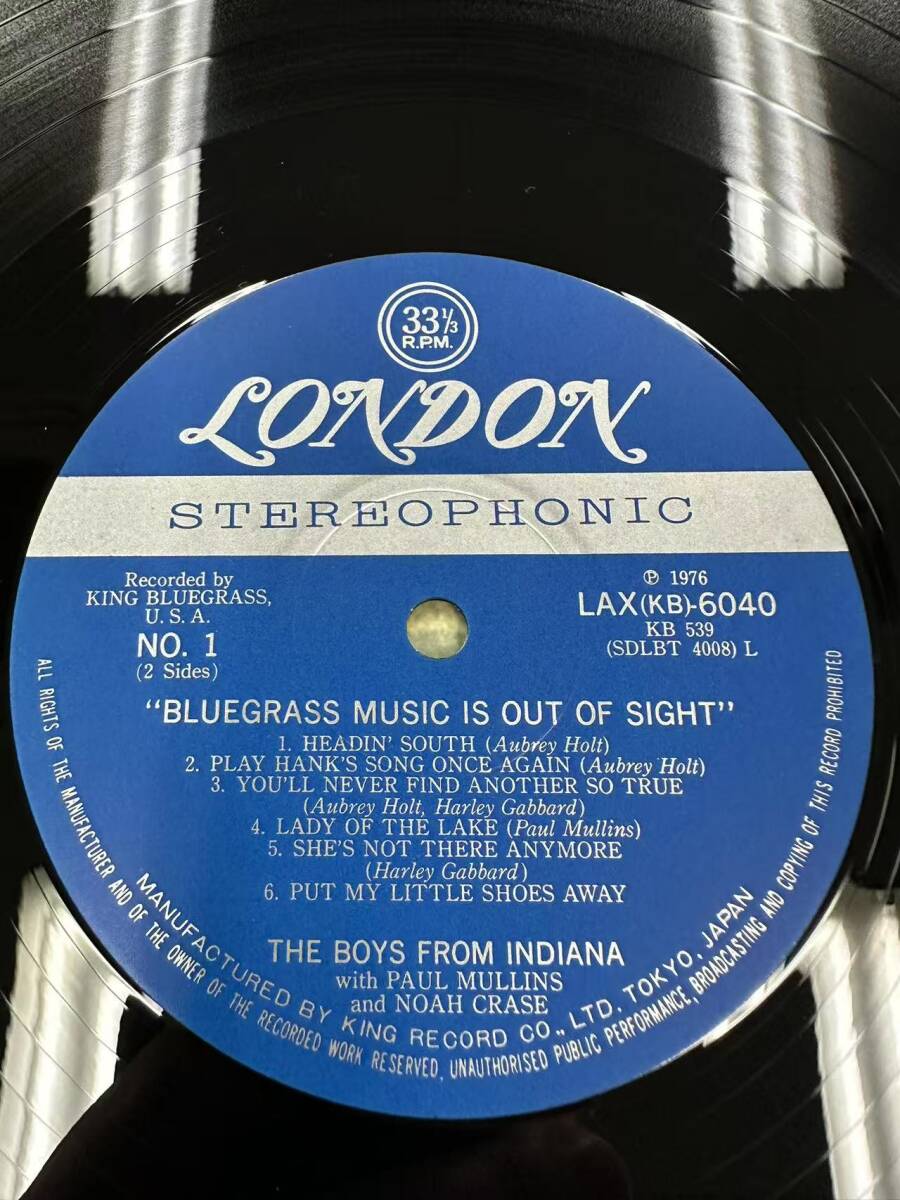 33 1/3
R.P.M.
LONDON
STEREOPHONIC
Recorded by
KING BLUEGRASS,
U. S. A.
NO. 1
(2 Sides)
℗ 1976
LAX(KB)-6040
KB 539
(SDLBT 4008) L
"BLUEGRASS MUSIC IS OUT OF SIGHT"
1. HEADIN' SOUTH (Aubrey Holt)
2. PLAY HANK'S SONG ONCE AGAIN (Aubrey Holt)
3. YOU'LL NEVER FIND ANOTHER SO TRUE
(Aubrey Holt, Harley Gabbard)
4. LADY OF THE LAKE (Paul Mullins)
5. SHE'S NOT THERE ANYMORE
(Harley Gabbard)
6. PUT MY LITTLE SHOES AWAY
THE BOYS FROM INDIANA
with PAUL MULLINS
and NOAH CRASE
MANUFACTURED BY KING RECORD CO., LTD. TOKYO, JAPAN
ALL RIGHTS OF THE MANUFACTURER AND OF THE OWNER OF THE RECORDED WORK RESERVED, UNAUTHORISED PUBLIC PERFORMANCE, BROADCASTING AND COPYING OF THIS RECORD PROHIBITED